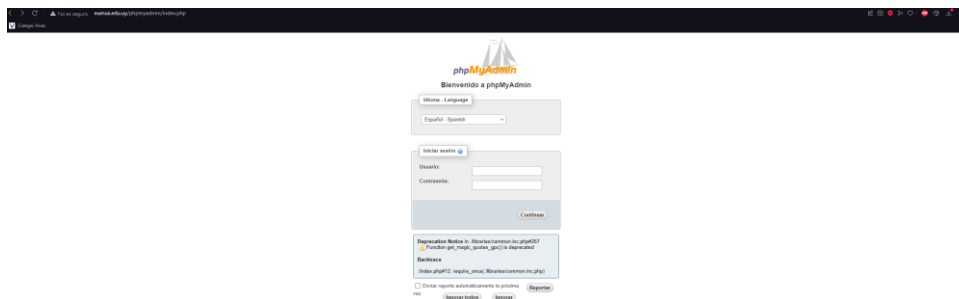 No es seguro eumus.edu.uy/phpmyadmin/index.php
Colegio Vivas
phpMyAdmin
Bienvenido a phpMyAdmin
Idioma - Language
Español - Spanish
Iniciar sesión
Usuario:
Contraseña:
Continuar
Deprecation Notice in ./libraries/common.inc.php#267
Function get_magic_quotes_gpc() is deprecated
Backtrace
./index.php#12: require_once(./libraries/common.inc.php)
Enviar reporte automáticamente la próxima vez
Reportar
Ignorar todos
Ignorar